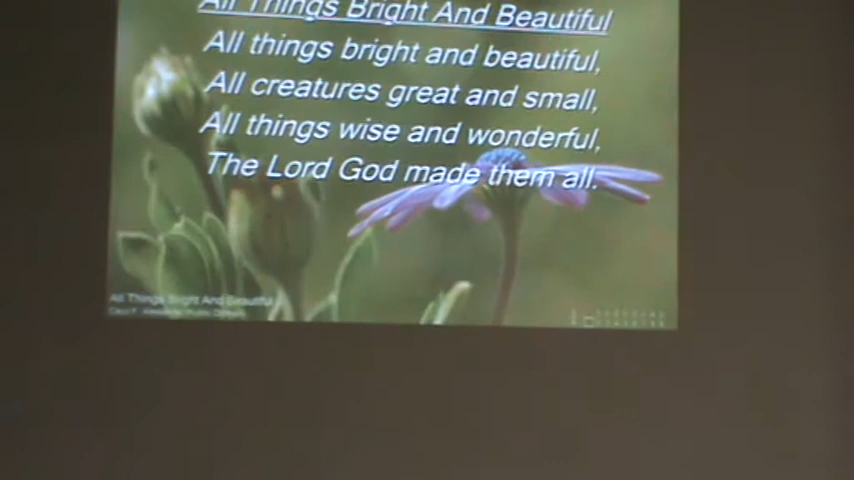 All Things Bright And Beautiful
All things bright and beautiful,
All creatures great and small,
All things wise and wonderful,
The Lord God made them all.
All Things Bright And Beautiful